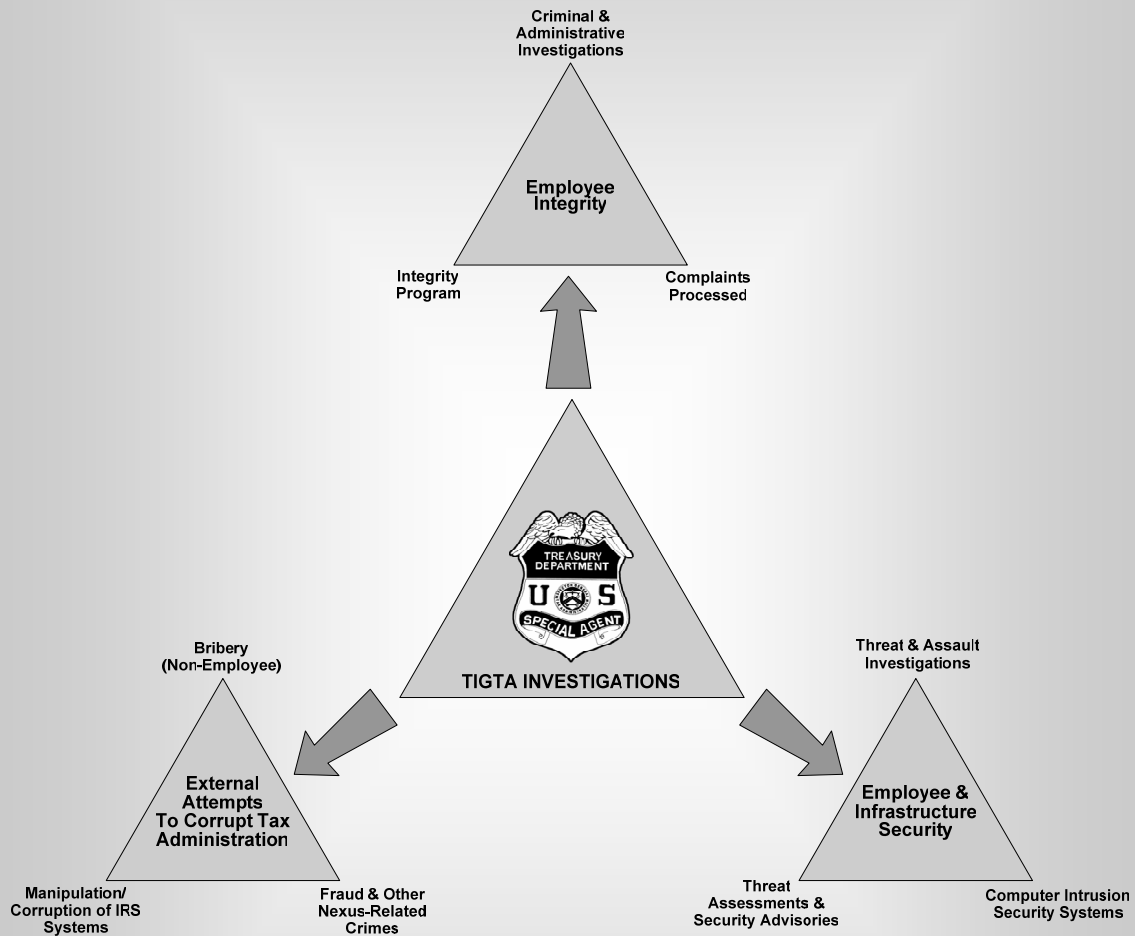 Criminal &
Administrative
Investigations
Employee
Integrity
Integrity
Program
Complaints
Processed
TREASURY
DEPARTMENT
U S
SPECIAL AGENT
TIGTA INVESTIGATIONS
Bribery
(Non-Employee)
External
Attempts
To Corrupt Tax
Administration
Manipulation/
Corruption of IRS
Systems
Fraud & Other
Nexus-Related
Crimes
Threat & Assault
Investigations
Employee &
Infrastructure
Security
Threat
Assessments &
Security Advisories
Computer Intrusion
Security Systems